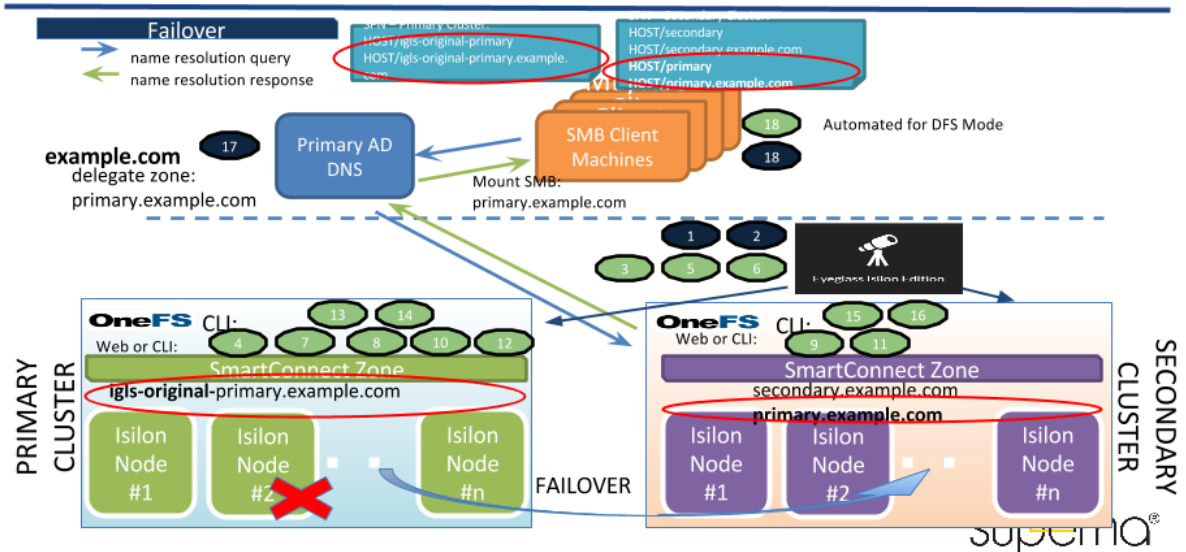 Failover
name resolution query
name resolution response
SPN – Primary Cluster:
HOST/igls-original-primary
HOST/igls-original-primary.example.
com
Secondary Cluster:
HOST/secondary
HOST/secondary.example.com
HOST/primary
HOST/primary.example.com
18
Automated for DFS Mode
18
SMB Client
Machines
17
Primary AD
DNS
example.com
delegate zone:
primary.example.com
Mount SMB:
primary.example.com
1
2
3
5
6
Eyeglass Isilon Edition
OneFS
CLI:
13
14
Web or CLI:
4
7
8
10
12
SmartConnect Zone
igls-original-primary.example.com
PRIMARY
CLUSTER
Isilon
Node
#1
Isilon
Node
#2
Isilon
Node
#n
FAILOVER
OneFS
CLI:
15
16
Web or CLI:
9
11
SmartConnect Zone
secondary.example.com
primary.example.com
Isilon
Node
#1
Isilon
Node
#2
Isilon
Node
#n
SECONDARY
CLUSTER
supema®